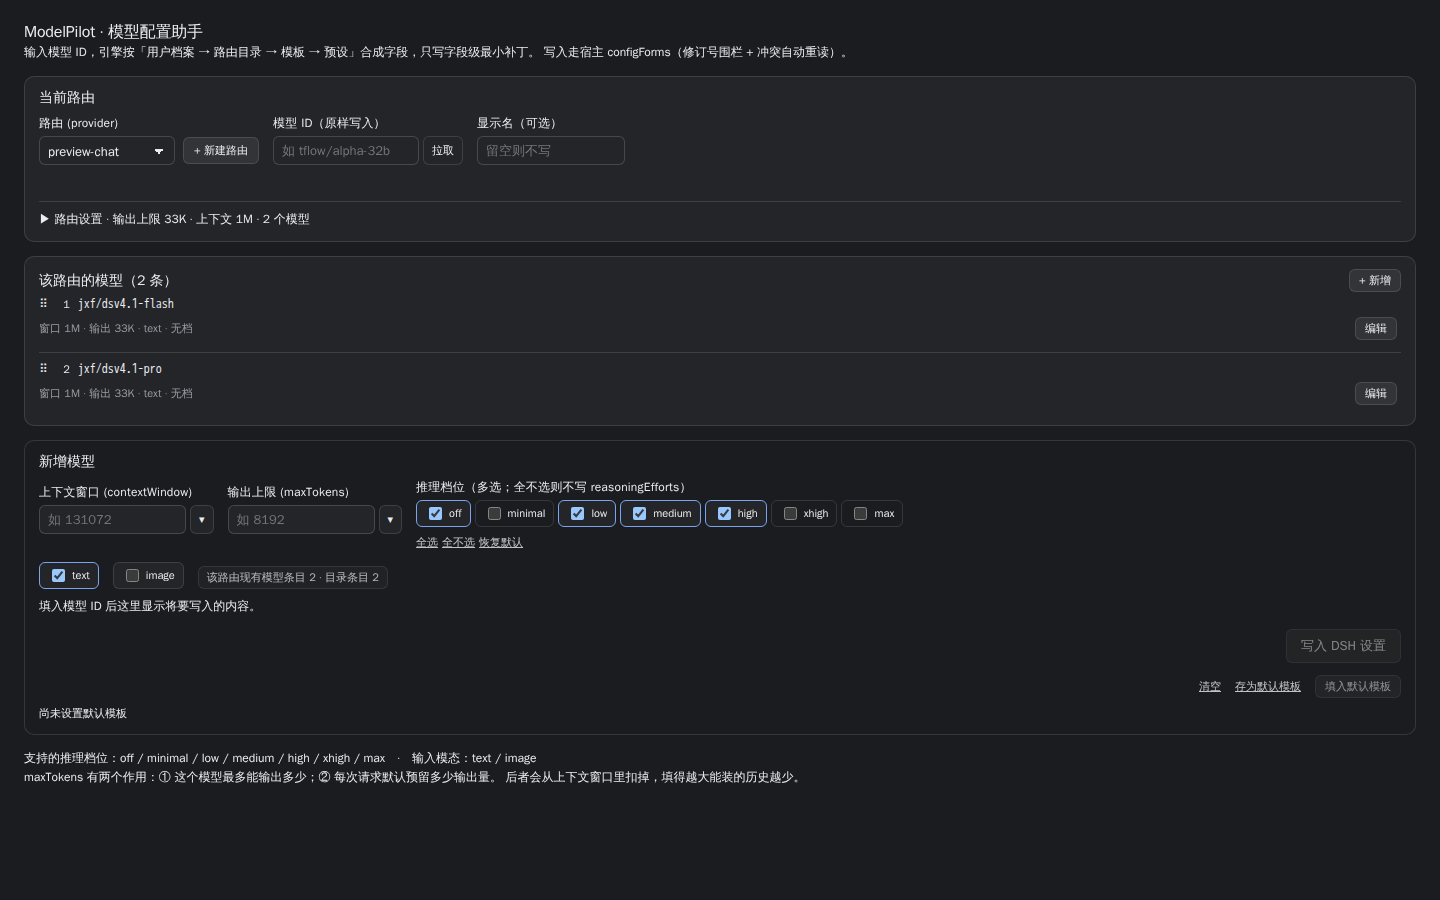 ModelPilot · 模型配置助手
输入模型 ID，引擎按「用户档案 → 路由目录 → 模板 → 预设」合成字段，只写字段级最小补丁。 写入走宿主 configForms（修订号围栏 + 冲突自动重读）。
当前路由
路由 (provider) 模型 ID（原样写入） 显示名（可选）
preview-chat + 新建路由 如 tflow/alpha-32b 拉取 留空则不写
▶ 路由设置 · 输出上限 33K · 上下文 1M · 2 个模型
该路由的模型（2 条） + 新增
⠿ 1 jxf/dsv4.1-flash
窗口 1M · 输出 33K · text · 无档 编辑
⠿ 2 jxf/dsv4.1-pro
窗口 1M · 输出 33K · text · 无档 编辑
新增模型
上下文窗口 (contextWindow) 输出上限 (maxTokens) 推理档位（多选；全不选则不写 reasoningEfforts）
如 131072 ▼ 如 8192 ▼ off minimal low medium high xhigh max
全选 全不选 恢复默认
text image 该路由现有模型条目 2 · 目录条目 2
填入模型 ID 后这里显示将要写入的内容。
写入 DSH 设置
清空 存为默认模板 填入默认模板
尚未设置默认模板
支持的推理档位：off / minimal / low / medium / high / xhigh / max · 输入模态：text / image
maxTokens 有两个作用：① 这个模型最多能输出多少；② 每次请求默认预留多少输出量。 后者会从上下文窗口里扣掉，填得越大能装的历史越少。